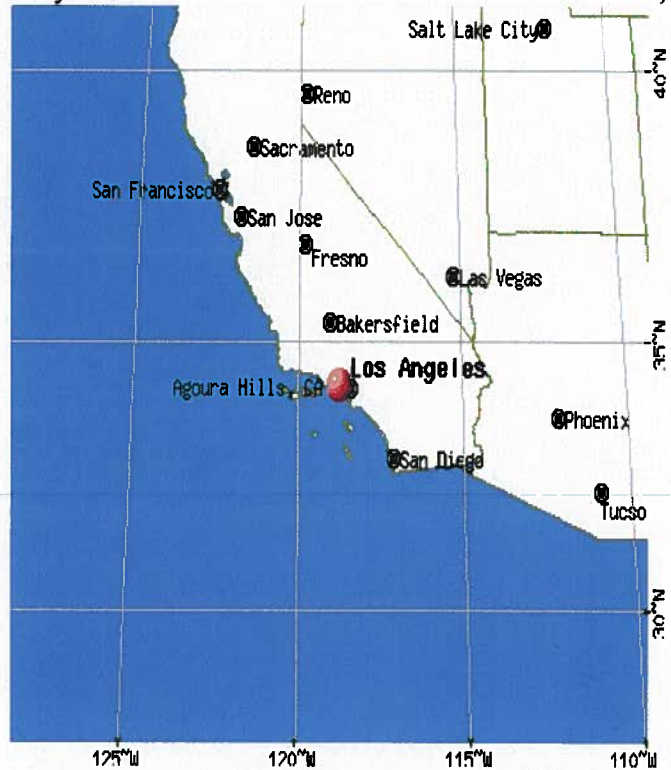 Salt Lake City
40~N
Reno
Sacramento
San Francisco
San Jose
Fresno
Las Vegas
Bakersfield
35~N
Los Angeles
Agoura Hills, CA
Phoenix
San Diego
Tucso
30~N
125~W
120~W
115~W
110~W